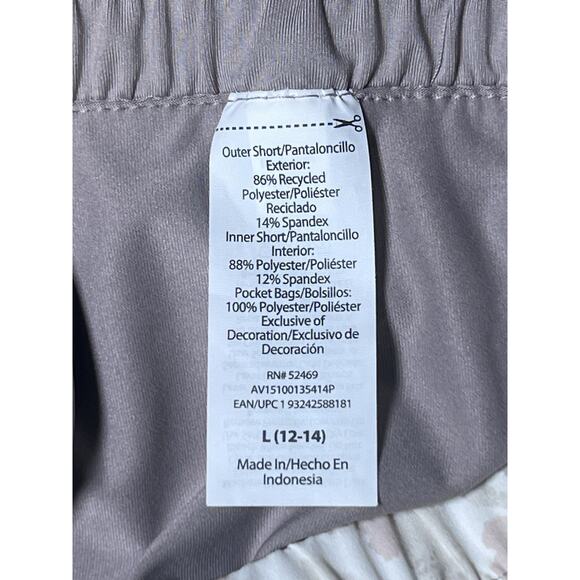 Outer Short/Pantaloncillo
Exterior:
86% Recycled
Polyester/Poliéster
Reciclado
14% Spandex
Inner Short/Pantaloncillo
Interior:
88% Polyester/Poliéster
12% Spandex
Pocket Bags/Bolsillos:
100% Polyester/Poliéster
Exclusive of
Decoration/Exclusivo de
Decoración
RN# 52469
AV15100135414P
EAN/UPC 1 93242588181
L (12-14)
Made In/Hecho En
Indonesia